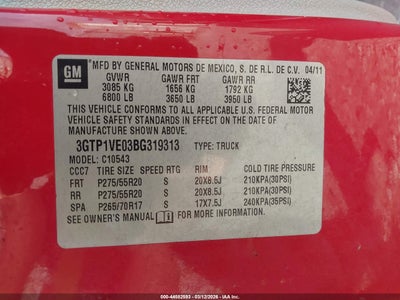 GM MFD BY GENERAL MOTORS DE MEXICO, S. DE R.L. DE C.V. 04/11
GVWR GAWR FRT GAWR RR
3085 KG 1656 KG 1792 KG
6800 LB 3650 LB 3950 LB
THIS VEHICLE CONFORMS TO ALL APPLICABLE U.S. FEDERAL MOTOR
VEHICLE SAFETY STANDARDS IN EFFECT ON THE DATE OF
MANUFACTURE SHOWN ABOVE.
3GTP1VE03BG319313 TYPE: TRUCK
MODEL: C10543
CCC7 TIRE SIZE SPEED RTG RIM COLD TIRE PRESSURE
FRT P275/55R20 S 20X8.5J 210KPA(30PSI)
RR P275/55R20 S 20X8.5J 210KPA(30PSI)
SPA P265/70R17 S 17X7.5J 240KPA(35PSI)
SEE OWNER'S MANUAL FOR MORE INFORMATION.
© 000-44552593 - 03/12/2026 - IAAI.com